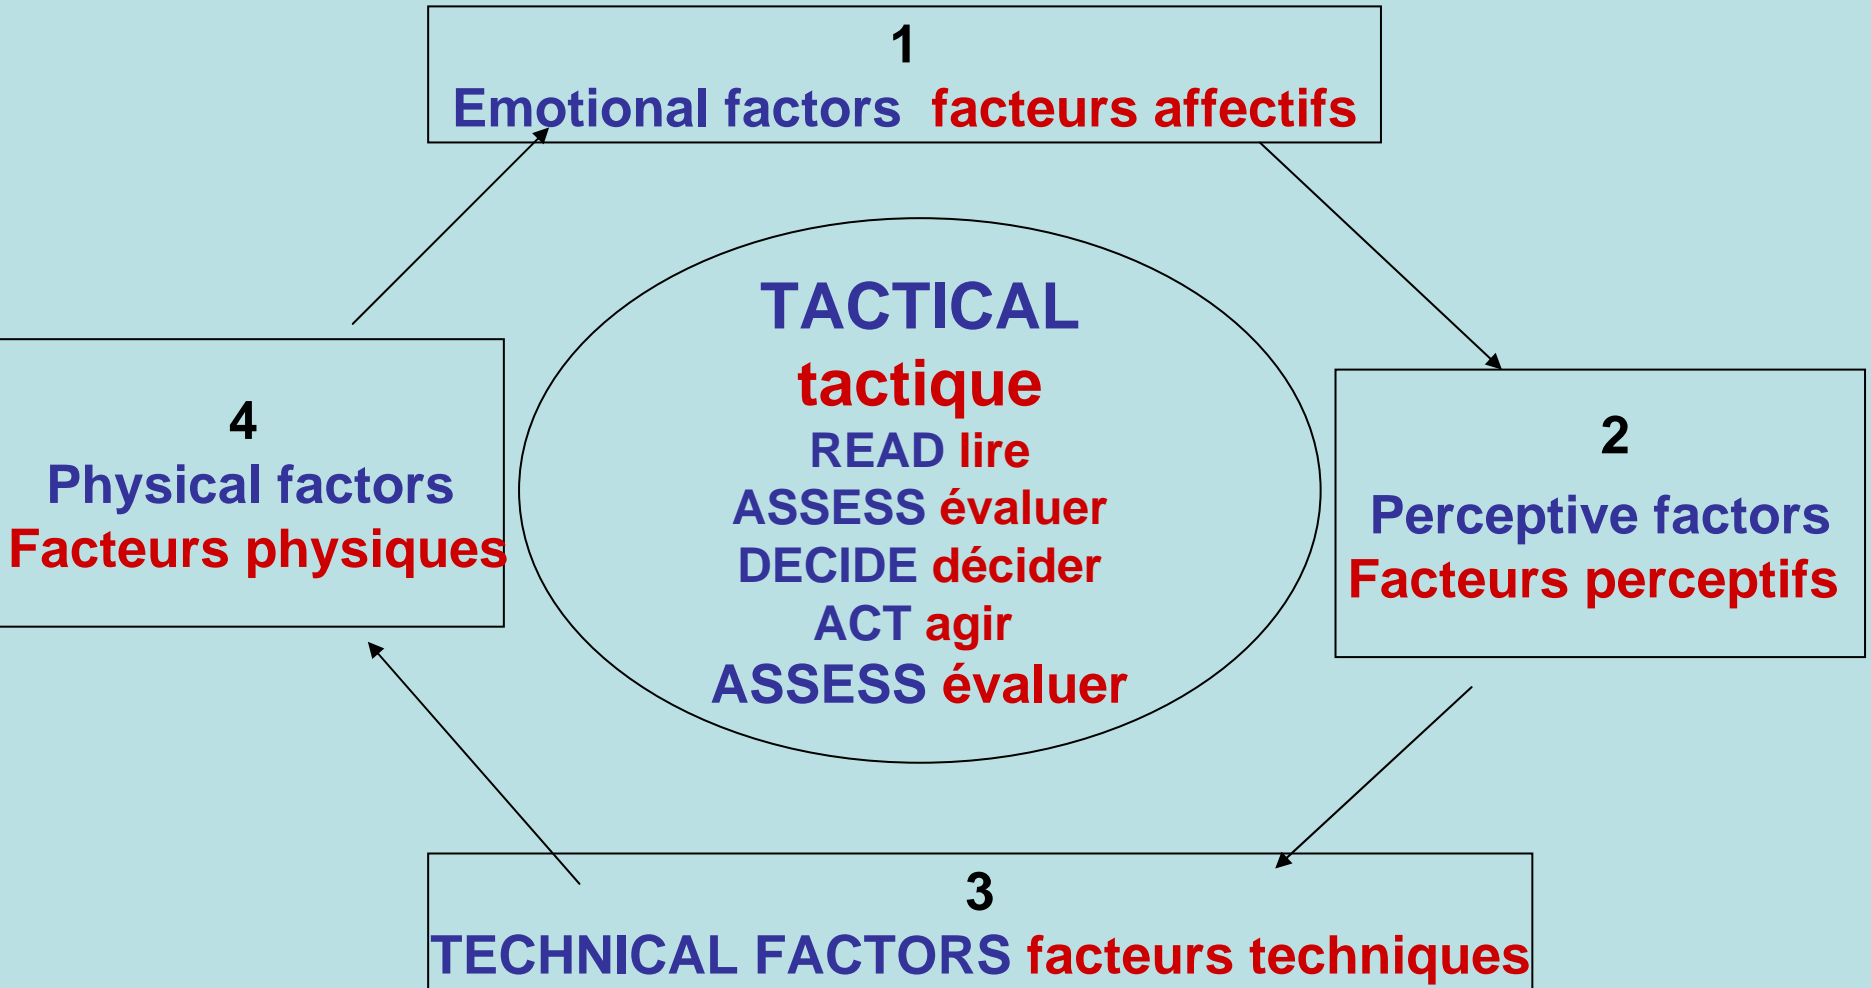 1
Emotional factors facteurs affectifs
TACTICAL
tactique
READ lire
ASSESS évaluer
DECIDE décider
ACT agir
ASSESS évaluer
4
Physical factors
Facteurs physiques
2
Perceptive factors
Facteurs perceptifs
3
TECHNICAL FACTORS facteurs techniques